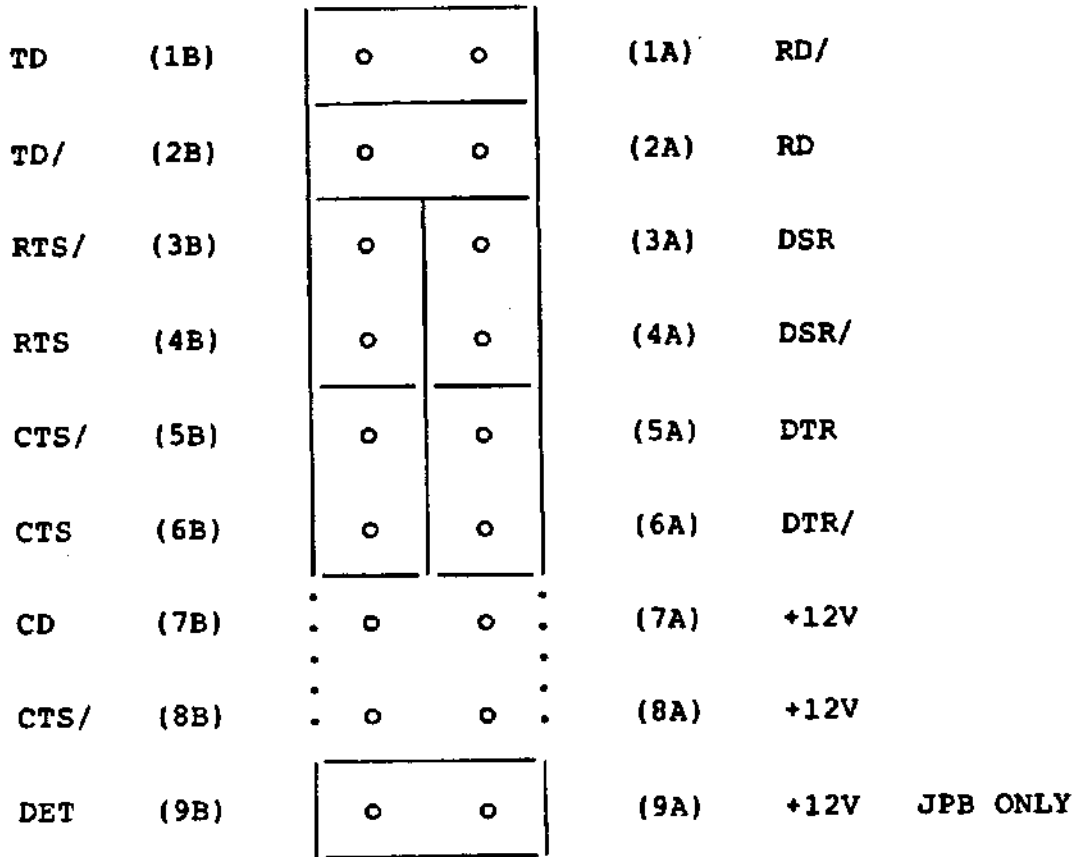 TD (1B) (1A) RD/
TD/ (2B) (2A) RD
RTS/ (3B) (3A) DSR
RTS (4B) (4A) DSR/
CTS/ (5B) (5A) DTR
CTS (6B) (6A) DTR/
CD (7B) (7A) +12V
CTS/ (8B) (8A) +12V
DET (9B) (9A) +12V JPB ONLY